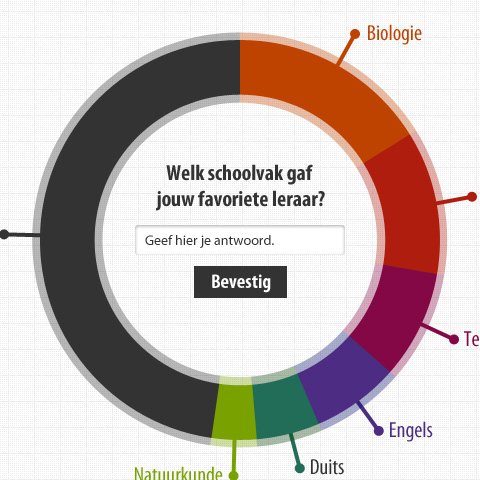 Biologie
Welk schoolvak gaf
jouw favoriete leraar?
Geef hier je antwoord.
Bevestig
Te
Engels
Duits
Natuurkunde